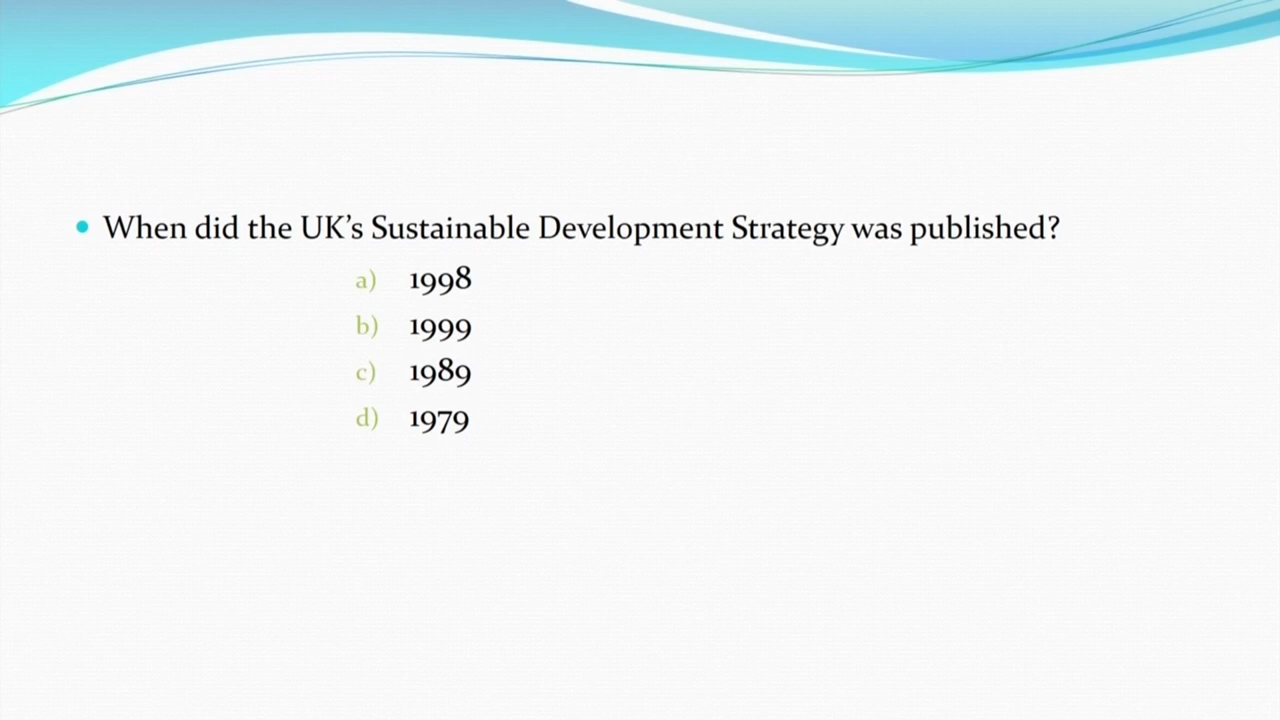 • When did the UK’s Sustainable Development Strategy was published?
a) 1998
b) 1999
c) 1989
d) 1979